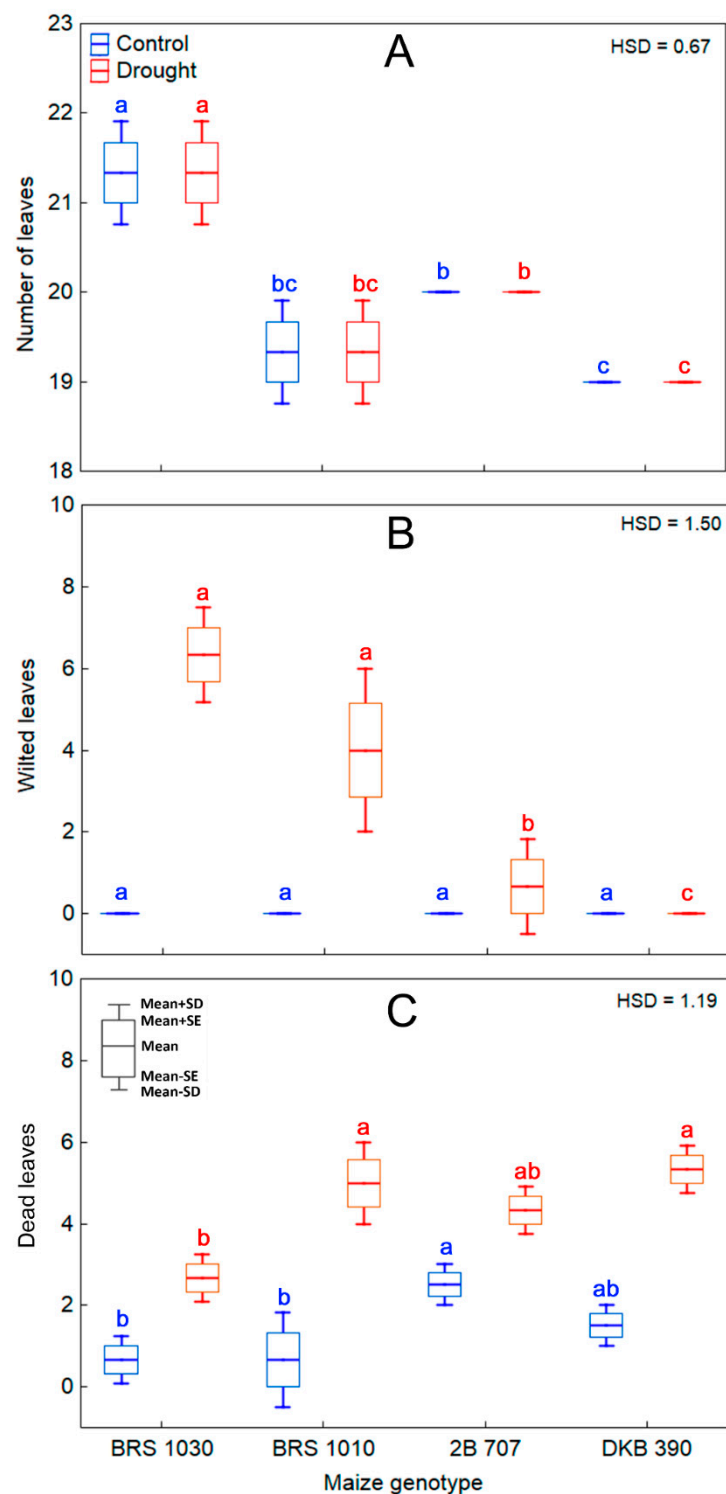 23
Control
Drought
A
HSD = 0.67
a
a
22
21
bc
bc
b
b
20
c
c
19
18
Number of leaves
10
B
HSD = 1.50
8
a
a
6
4
b
2
a
a
a
a
c
0
Wilted leaves
10
C
HSD = 1.19
Mean+SD
Mean+SE
Mean
Mean-SE
Mean-SD
8
6
a
ab
a
4
b
a
2
b
b
ab
0
Dead leaves
BRS 1030 BRS 1010 2B 707 DKB 390
Maize genotype